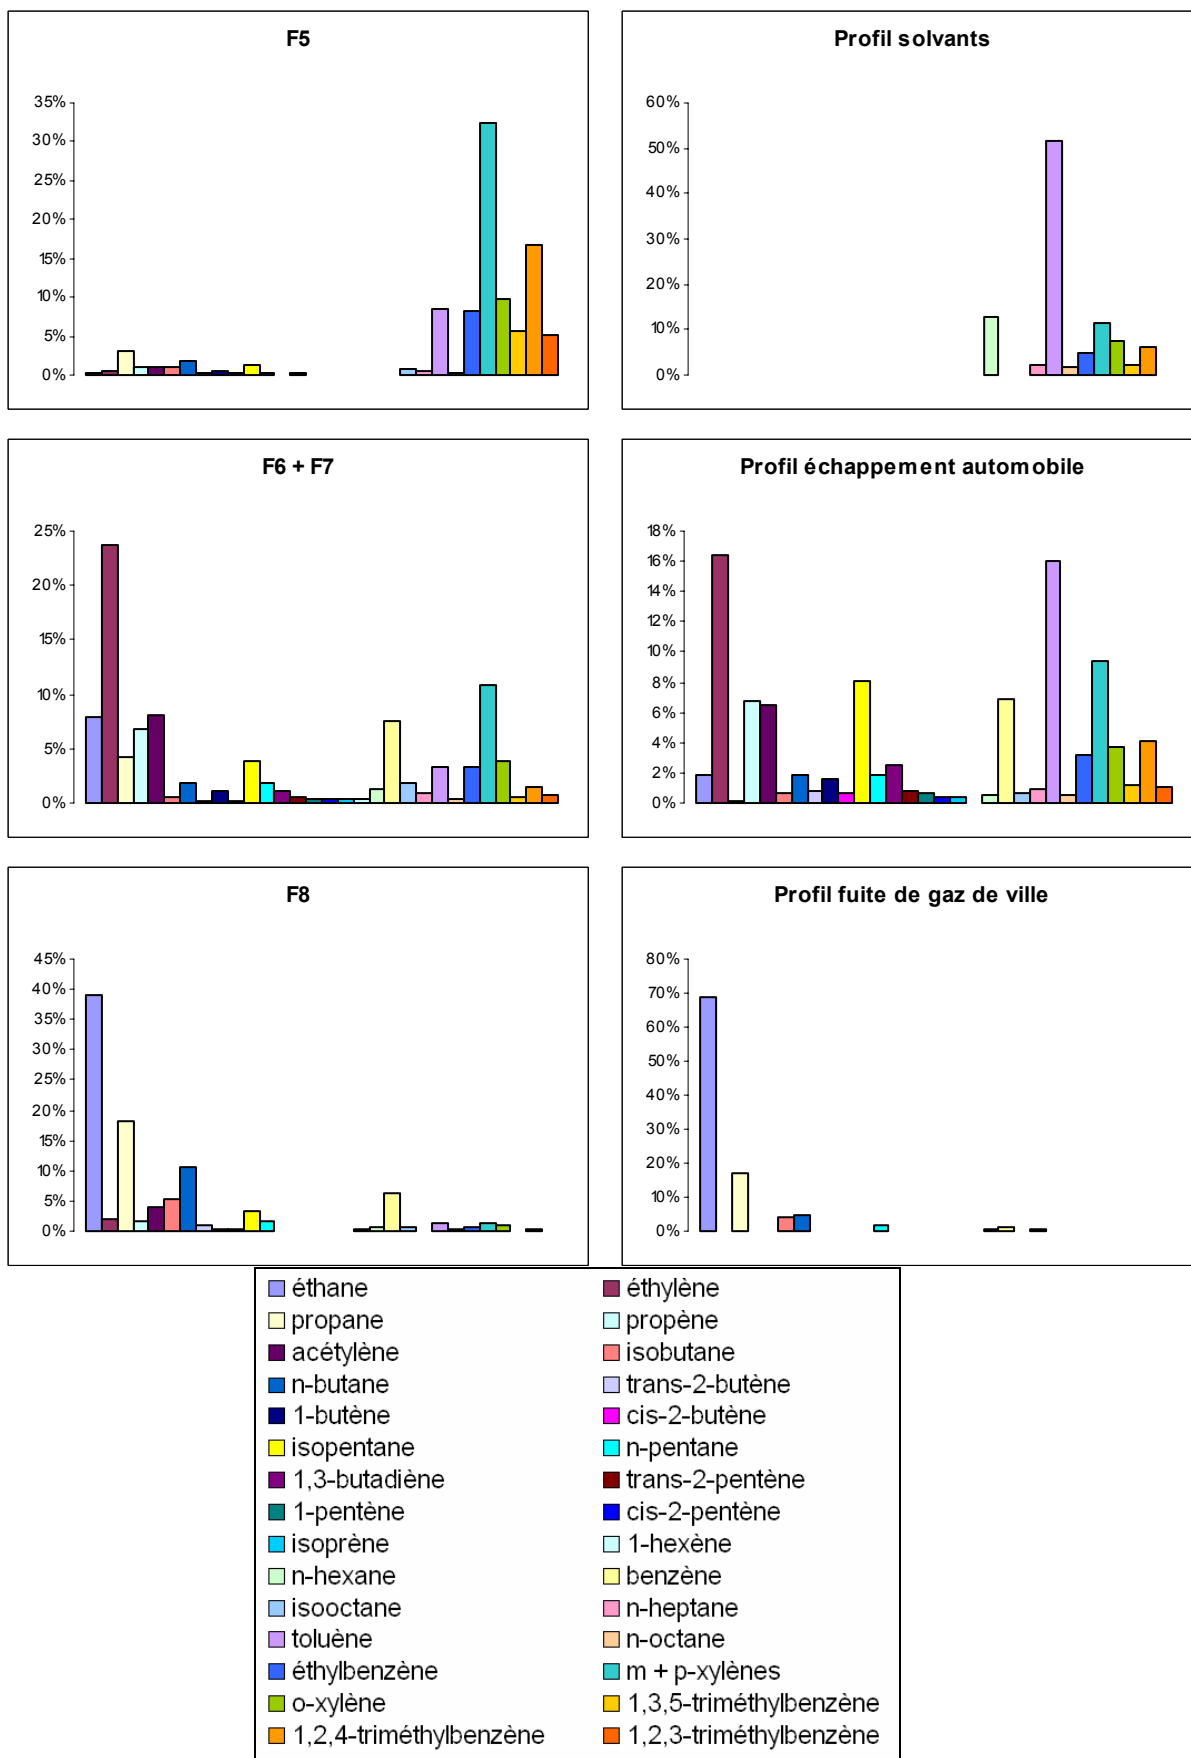 F5
35%
30%
25%
20%
15%
10%
5%
0%
Profil solvants
60%
50%
40%
30%
20%
10%
0%
F6 + F7
25%
20%
15%
10%
5%
0%
Profil échappement automobile
18%
16%
14%
12%
10%
8%
6%
4%
2%
0%
F8
45%
40%
35%
30%
25%
20%
15%
10%
5%
0%
Profil fuite de gaz de ville
80%
70%
60%
50%
40%
30%
20%
10%
0%
éthane éthylène
propane propène
acétylène isobutane
n-butane trans-2-butène
1-butène cis-2-butène
isopentane n-pentane
1,3-butadiène trans-2-pentène
1-pentène cis-2-pentène
isoprène 1-hexène
n-hexane benzène
isooctane n-heptane
toluène n-octane
éthylbenzène m + p-xylènes
o-xylène 1,3,5-triméthylbenzène
1,2,4-triméthylbenzène 1,2,3-triméthylbenzène